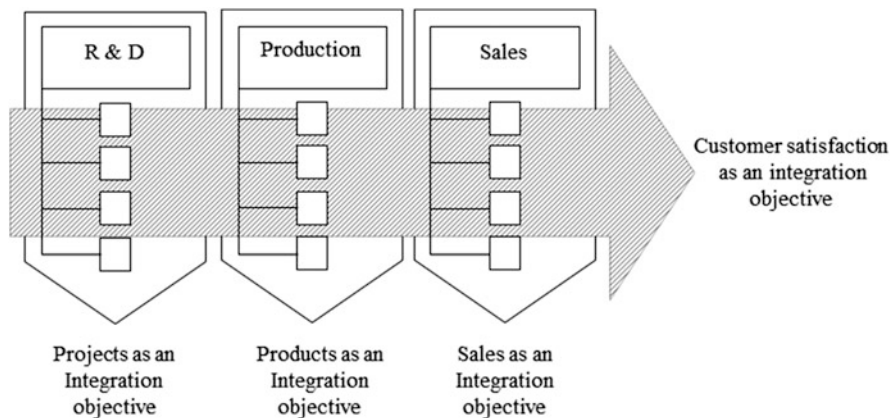 R & D
Production
Sales
Customer satisfaction
as an integration
objective
Projects as an
Integration
objective
Products as an
Integration
objective
Sales as an
Integration
objective